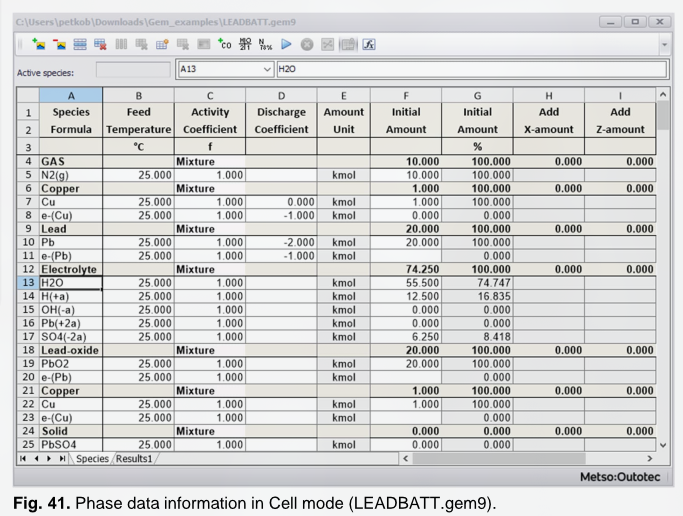 C:\Users\petkob\Downloads\Gem_examples\LEADBATT.gem9}
Active species: A13 H2O
A B C D E F G H I
1 Species Feed Activity Discharge Amount Initial Initial Add Add
2 Formula Temperature Coefficient Coefficient Unit Amount Amount X-amount Z-amount
3 °C f %
4 GAS Mixture 10.000 100.000 0.000 0.000
5 N2(g) 25.000 1.000 kmol 10.000 100.000
6 Copper Mixture 1.000 100.000 0.000 0.000
7 Cu 25.000 1.000 0.000 kmol 1.000 100.000
8 e-(Cu) 25.000 1.000 -1.000 kmol 0.000 0.000
9 Lead Mixture 20.000 100.000 0.000 0.000
10 Pb 25.000 1.000 -2.000 kmol 20.000 100.000
11 e-(Pb) 25.000 1.000 -1.000 kmol 0.000
12 Electrolyte Mixture 74.250 100.000 0.000 0.000
13 H2O 25.000 1.000 kmol 55.500 74.747
14 H(+a) 25.000 1.000 kmol 12.500 16.835
15 OH(-a) 25.000 1.000 kmol 0.000 0.000
16 Pb(+2a) 25.000 1.000 kmol 0.000 0.000
17 SO4(-2a) 25.000 1.000 kmol 6.250 8.418
18 Lead-oxide Mixture 20.000 100.000 0.000 0.000
19 PbO2 25.000 1.000 kmol 20.000 100.000
20 e-(Pb) 25.000 1.000 kmol 0.000
21 Copper Mixture 1.000 100.000 0.000 0.000
22 Cu 25.000 1.000 kmol 1.000 100.000
23 e-(Cu) 25.000 1.000 kmol 0.000
24 Solid Mixture 0.000 0.000 0.000 0.000
25 PbSO4 25.000 1.000 kmol 0.000 0.000
Species Results1
Metso:Outotec
Fig. 41. Phase data information in Cell mode (LEADBATT.gem9).